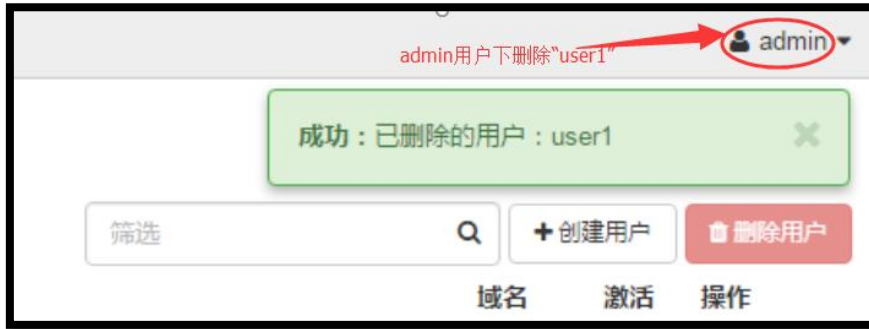 admin
admin用户下删除“user1”
成功：已删除的用户：user1
筛选 创建用户 删除用户
域名 激活 操作